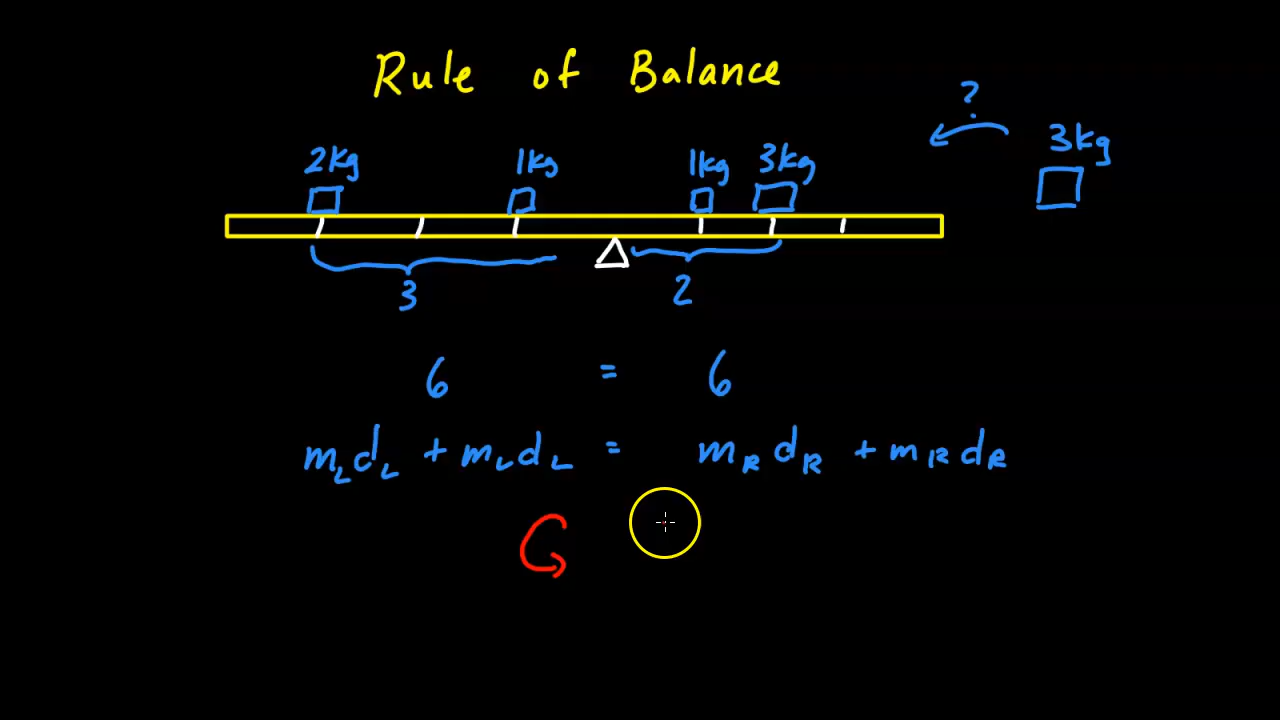 Rule of Balance
?
3kg
2kg 1kg 1kg 3kg
3 2
6 = 6
m_L d_L + m_L d_L = m_R d_R + m_R d_R